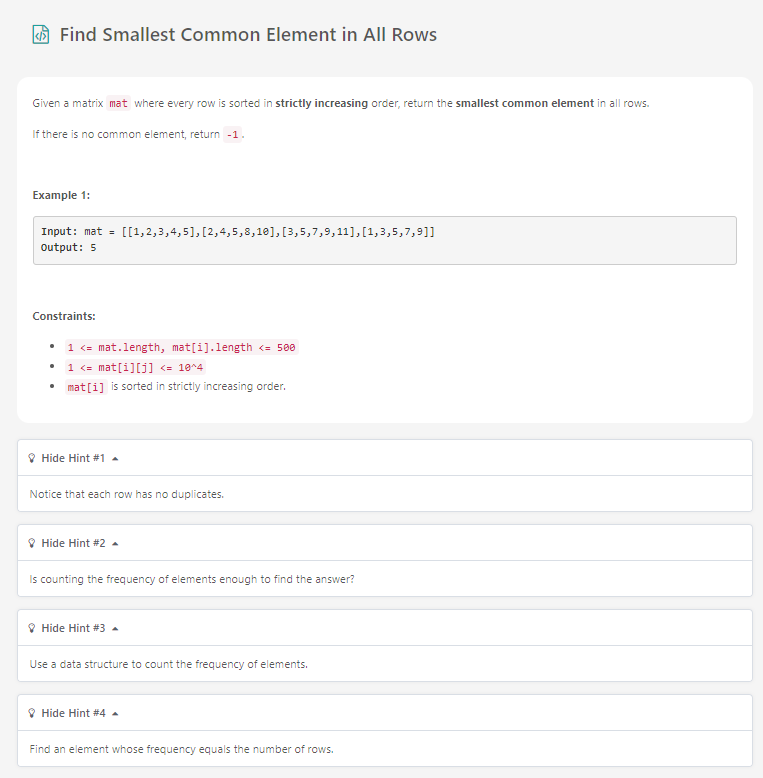 Find Smallest Common Element in All Rows
Given a matrix mat where every row is sorted in strictly increasing order, return the smallest common element in all rows.
If there is no common element, return -1.
Example 1:
Input: mat = [[1,2,3,4,5],[2,4,5,8,10],[3,5,7,9,11],[1,3,5,7,9]]
Output: 5
Constraints:
• 1 <= mat.length, mat[i].length <= 500
• 1 <= mat[i][j] <= 10^4
• mat[i] is sorted in strictly increasing order.
Hide Hint #1
Notice that each row has no duplicates.
Hide Hint #2
Is counting the frequency of elements enough to find the answer?
Hide Hint #3
Use a data structure to count the frequency of elements.
Hide Hint #4
Find an element whose frequency equals the number of rows.